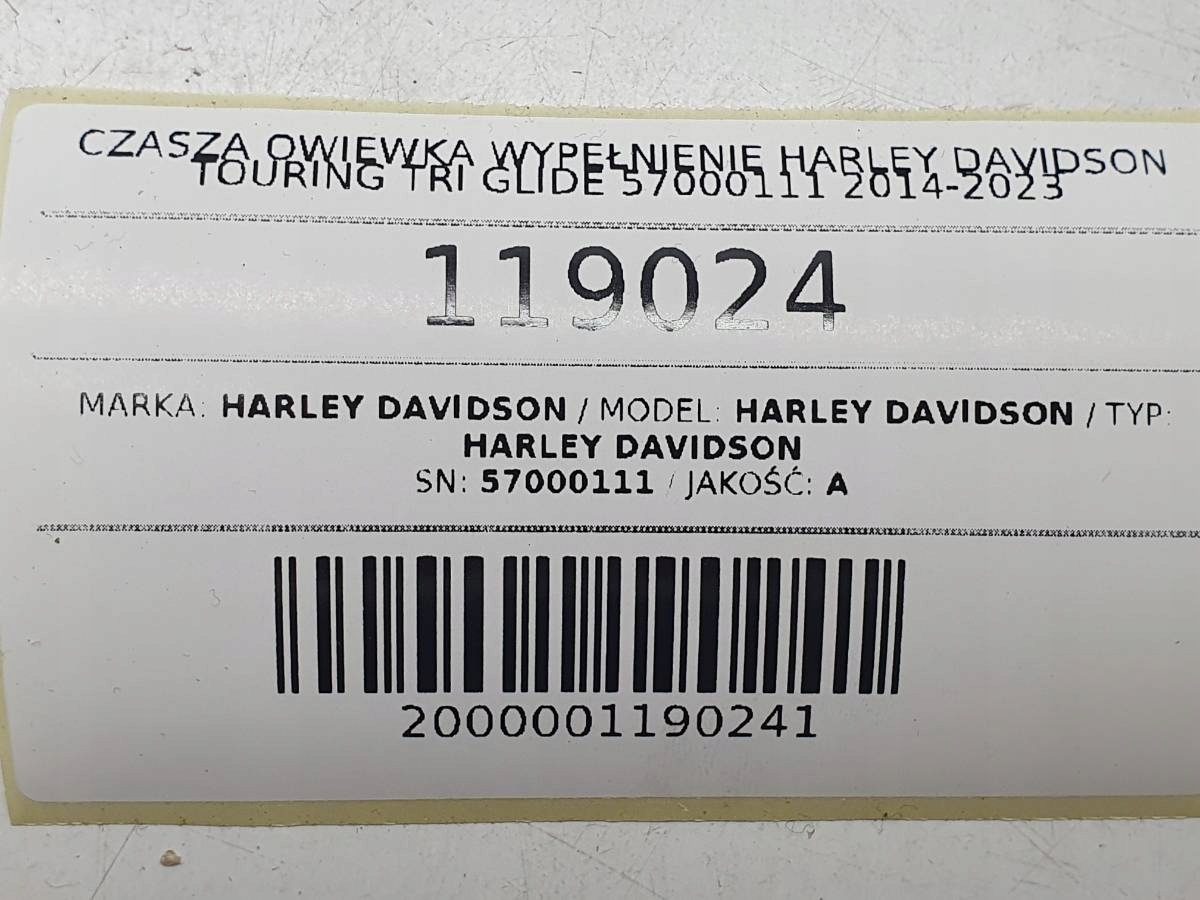 CZASZA OWIEWKA WYPEŁNIENIE HARLEY DAVIDSON
TOURING TRI GLIDE 57000111 2014-2023
119024
MARKA: HARLEY DAVIDSON / MODEL: HARLEY DAVIDSON / TYP:
HARLEY DAVIDSON
SN: 57000111 / JAKOŚĆ: A
2000001190241